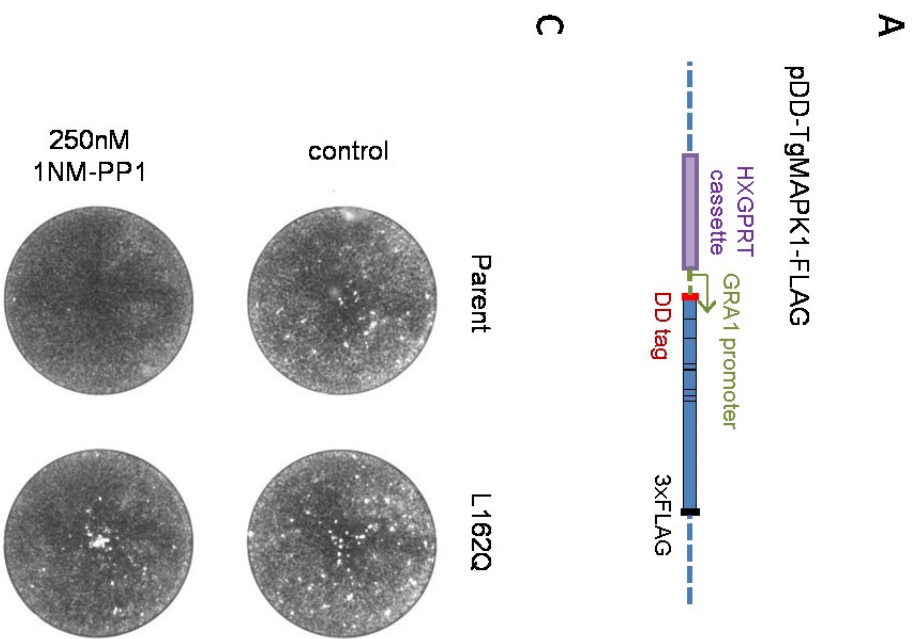 A
pDD-TgMAPK1-FLAG
HXGPRT
cassette
GRA1 promoter
DD tag
3xFLAG
C
Parent
L162Q
control
250nM
1NM-PP1